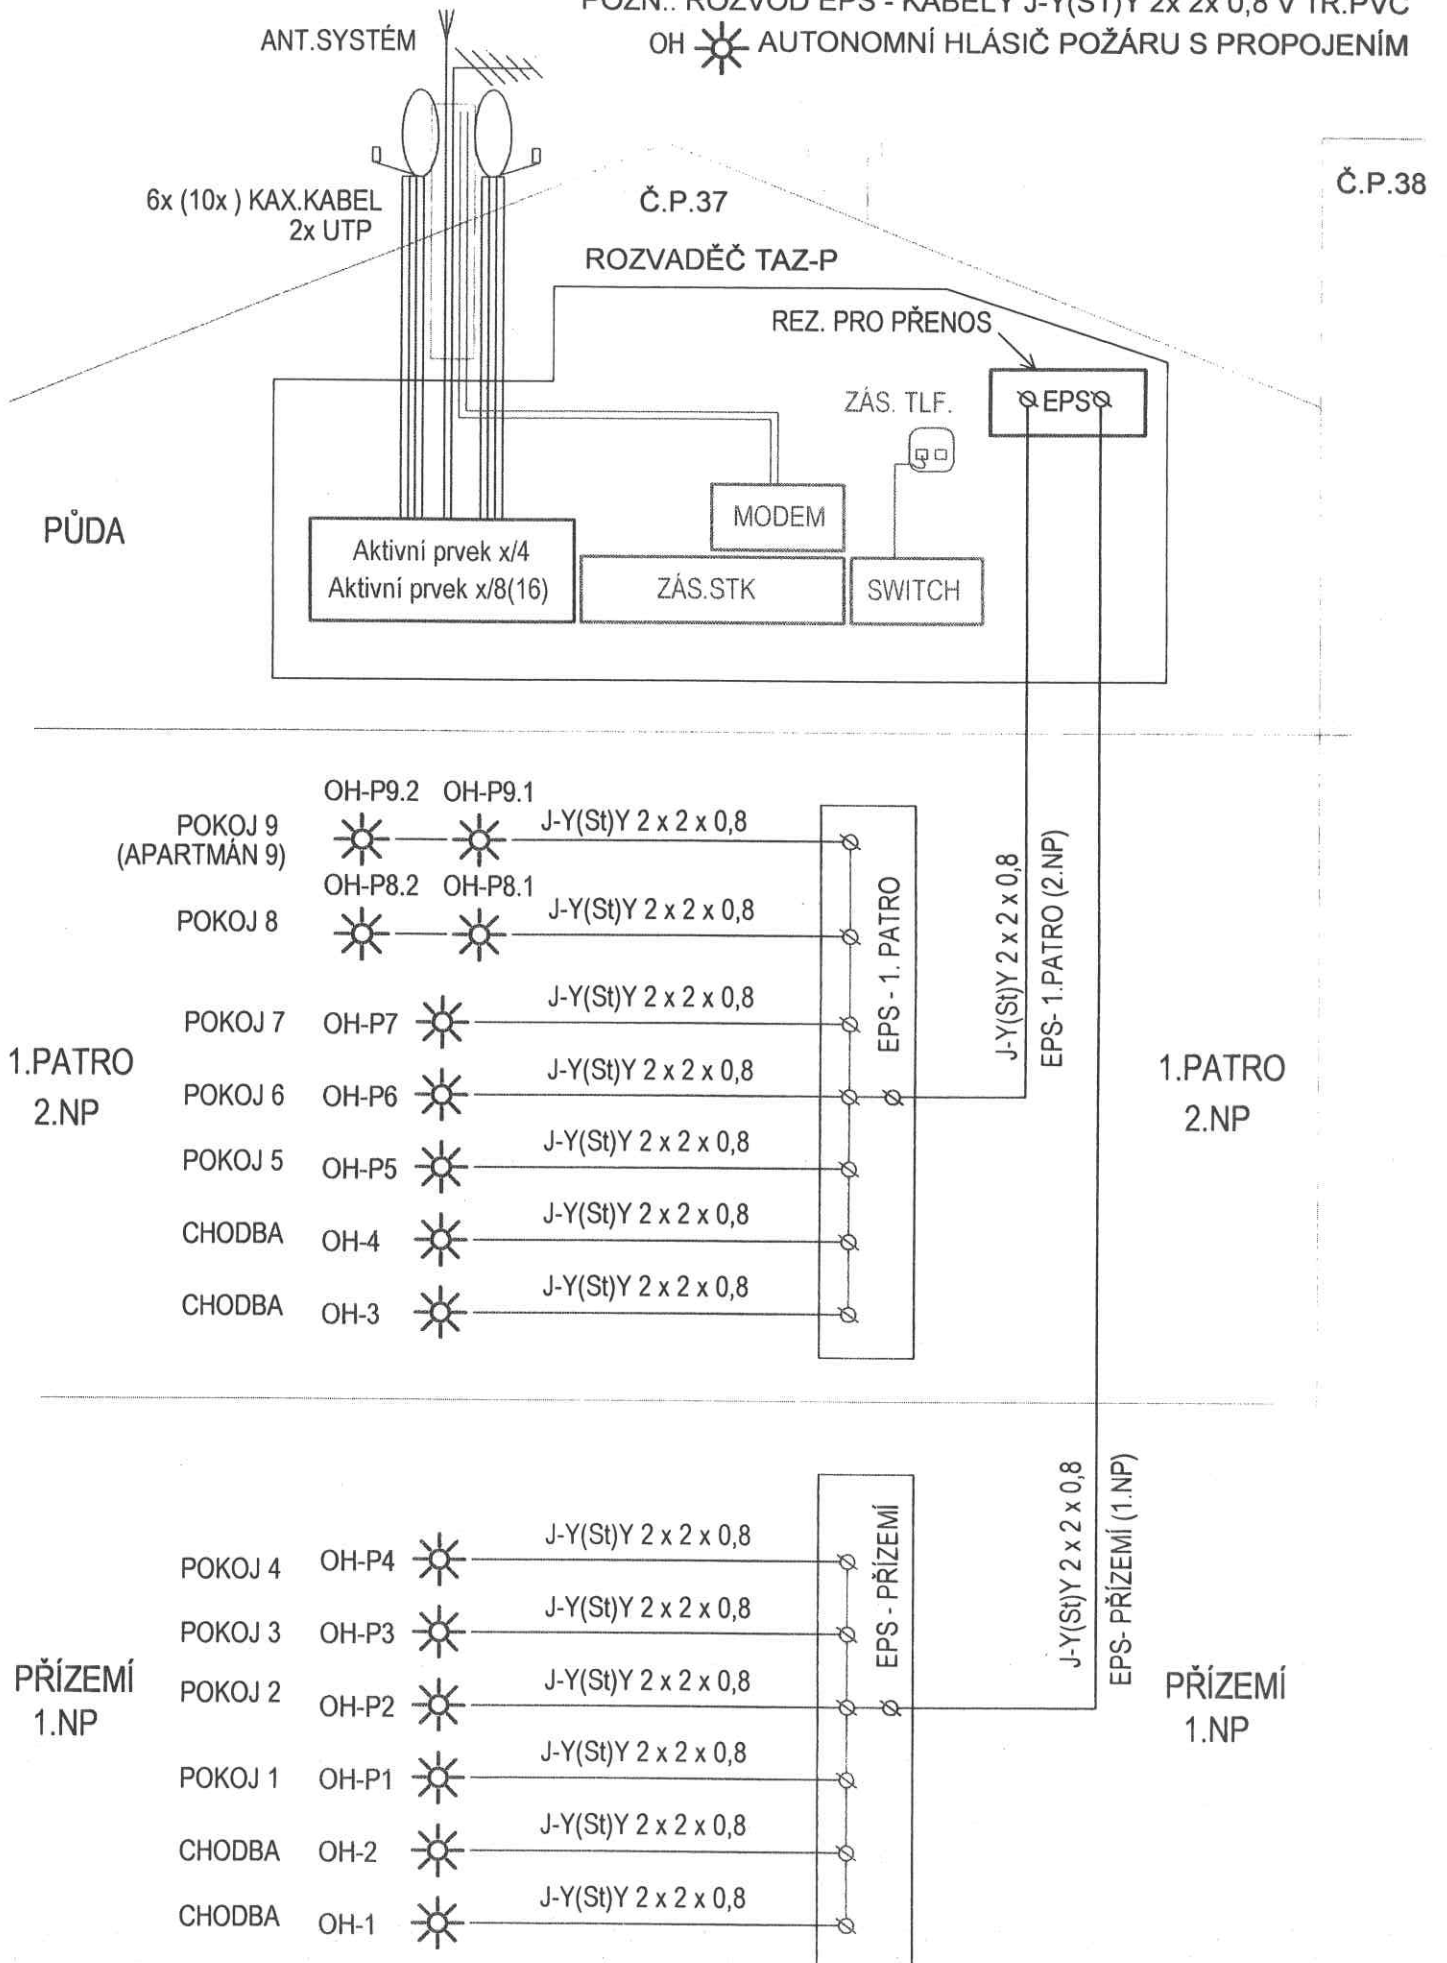 POZN.: ROZVOD EPS - KABELY J-Y(ST)Y 2x 2x 0,8 V TR.PVC
OH AUTONOMNÍ HLÁSIČ POŽÁRU S PROPOJENÍM
ANT.SYSTÉM
6x (10x ) KAX.KABEL
2x UTP
Č.P.37
Č.P.38
ROZVADĚČ TAZ-P
REZ. PRO PŘENOS
EPS
ZÁS. TLF.
MODEM
PŮDA
Aktivní prvek x/4
Aktivní prvek x/8(16)
ZÁS.STK
SWITCH
OH-P9.2 OH-P9.1
POKOJ 9
(APARTMÁN 9)
J-Y(St)Y 2 x 2 x 0,8
OH-P8.2 OH-P8.1
POKOJ 8
J-Y(St)Y 2 x 2 x 0,8
POKOJ 7 OH-P7
J-Y(St)Y 2 x 2 x 0,8
POKOJ 6 OH-P6
J-Y(St)Y 2 x 2 x 0,8
POKOJ 5 OH-P5
J-Y(St)Y 2 x 2 x 0,8
CHODBA OH-4
J-Y(St)Y 2 x 2 x 0,8
CHODBA OH-3
J-Y(St)Y 2 x 2 x 0,8
1.PATRO
2.NP
EPS - 1. PATRO
J-Y(St)Y 2 x 2 x 0,8
EPS- 1.PATRO (2.NP)
1.PATRO
2.NP
POKOJ 4 OH-P4
J-Y(St)Y 2 x 2 x 0,8
POKOJ 3 OH-P3
J-Y(St)Y 2 x 2 x 0,8
POKOJ 2 OH-P2
J-Y(St)Y 2 x 2 x 0,8
POKOJ 1 OH-P1
J-Y(St)Y 2 x 2 x 0,8
CHODBA OH-2
J-Y(St)Y 2 x 2 x 0,8
CHODBA OH-1
J-Y(St)Y 2 x 2 x 0,8
PŘÍZEMÍ
1.NP
EPS - PŘÍZEMÍ
J-Y(St)Y 2 x 2 x 0,8
EPS- PŘÍZEMÍ (1.NP)
PŘÍZEMÍ
1.NP